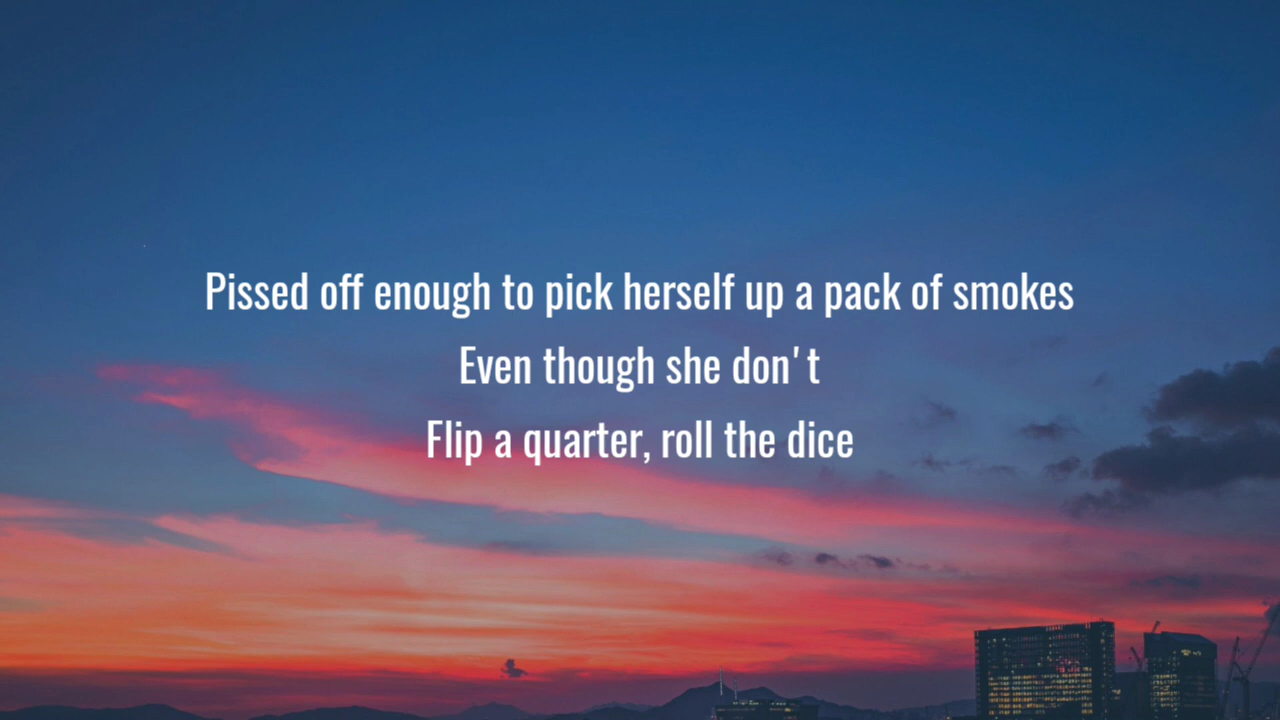 Pissed off enough to pick herself up a pack of smokes
Even though she don't
Flip a quarter, roll the dice